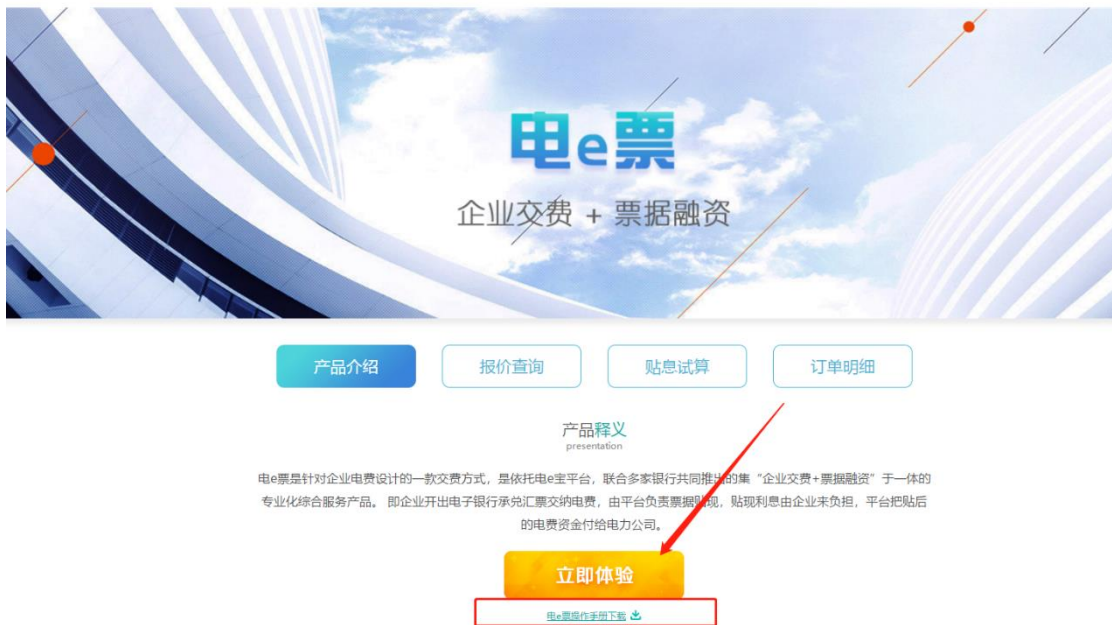 电e票
企业交费 + 票据融资
产品介绍
报价查询
贴息试算
订单明细
产品释义
presentation
电e票是针对企业电费设计的一款交费方式，是依托电e宝平台，联合多家银行共同推出的集“企业交费+票据融资”于一体的
专业化综合服务产品。 即企业开出电子银行承兑汇票交纳电费，由平台负责票据贴现，贴现利息由企业未负担，平台把贴后
的电费资金付给电力公司。
立即体验
电e票操作手册下载